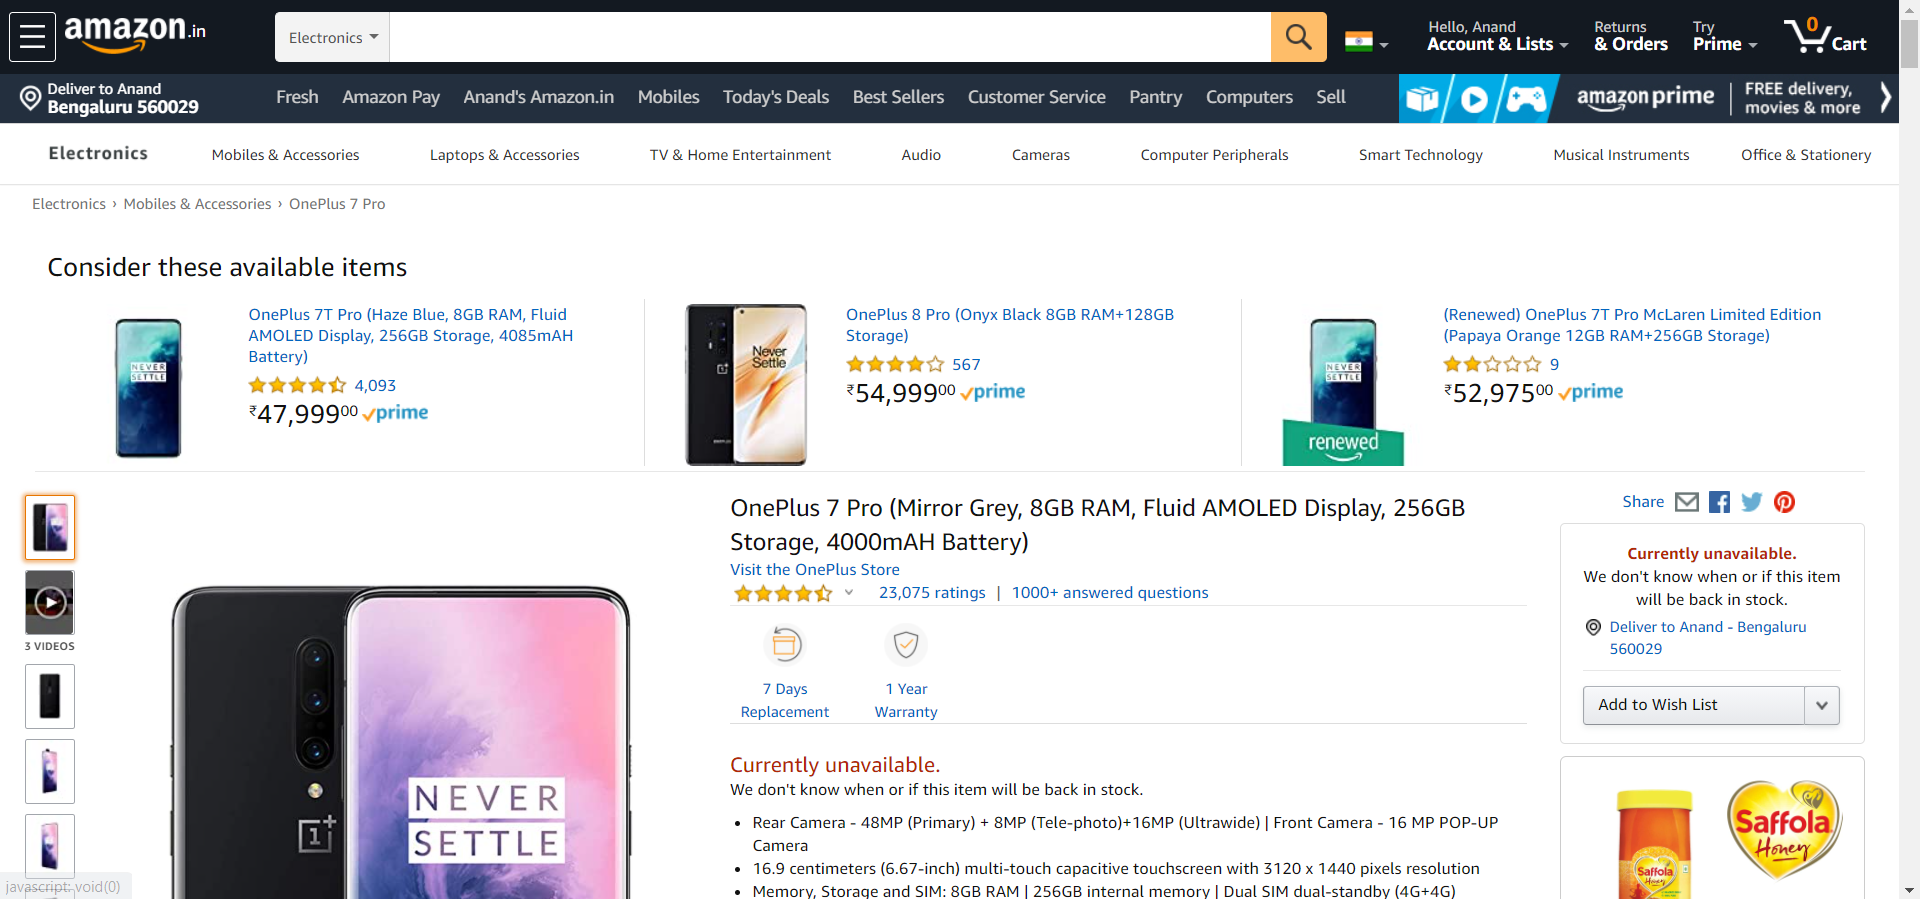 amazon.in
Electronics
Hello, Anand
Account & Lists
Returns
& Orders
Try
Prime
0
Cart
Deliver to Anand
Bengaluru 560029
Fresh Amazon Pay Anand's Amazon.in Mobiles Today's Deals Best Sellers Customer Service Pantry Computers Sell
amazon prime
FREE delivery,
movies & more
Electronics Mobiles & Accessories Laptops & Accessories TV & Home Entertainment Audio Cameras Computer Peripherals Smart Technology Musical Instruments Office & Stationery
Electronics › Mobiles & Accessories › OnePlus 7 Pro
Consider these available items
NEVER
SETTLE
OnePlus 7T Pro (Haze Blue, 8GB RAM, Fluid
AMOLED Display, 256GB Storage, 4085mAH
Battery)
4,093
₹47,99900 prime
Never
Settle
OnePlus 8 Pro (Onyx Black 8GB RAM+128GB
Storage)
567
₹54,99900 prime
NEVER
SETTLE
renewed
(Renewed) OnePlus 7T Pro McLaren Limited Edition
(Papaya Orange 12GB RAM+256GB Storage)
9
₹52,97500 prime
3 VIDEOS
NEVER
SETTLE
OnePlus 7 Pro (Mirror Grey, 8GB RAM, Fluid AMOLED Display, 256GB
Storage, 4000mAH Battery)
Visit the OnePlus Store
23,075 ratings | 1000+ answered questions
7 Days
Replacement
1 Year
Warranty
Currently unavailable.
We don't know when or if this item will be back in stock.
• Rear Camera - 48MP (Primary) + 8MP (Tele-photo)+16MP (Ultrawide) | Front Camera - 16 MP POP-UP
Camera
• 16.9 centimeters (6.67-inch) multi-touch capacitive touchscreen with 3120 x 1440 pixels resolution
• Memory, Storage and SIM: 8GB RAM | 256GB internal memory | Dual SIM dual-standby (4G+4G)
Share
Currently unavailable.
We don't know when or if this item
will be back in stock.
Deliver to Anand - Bengaluru
560029
Add to Wish List
Saffola
Honey
Saffola
Honey
javascript: void(0)